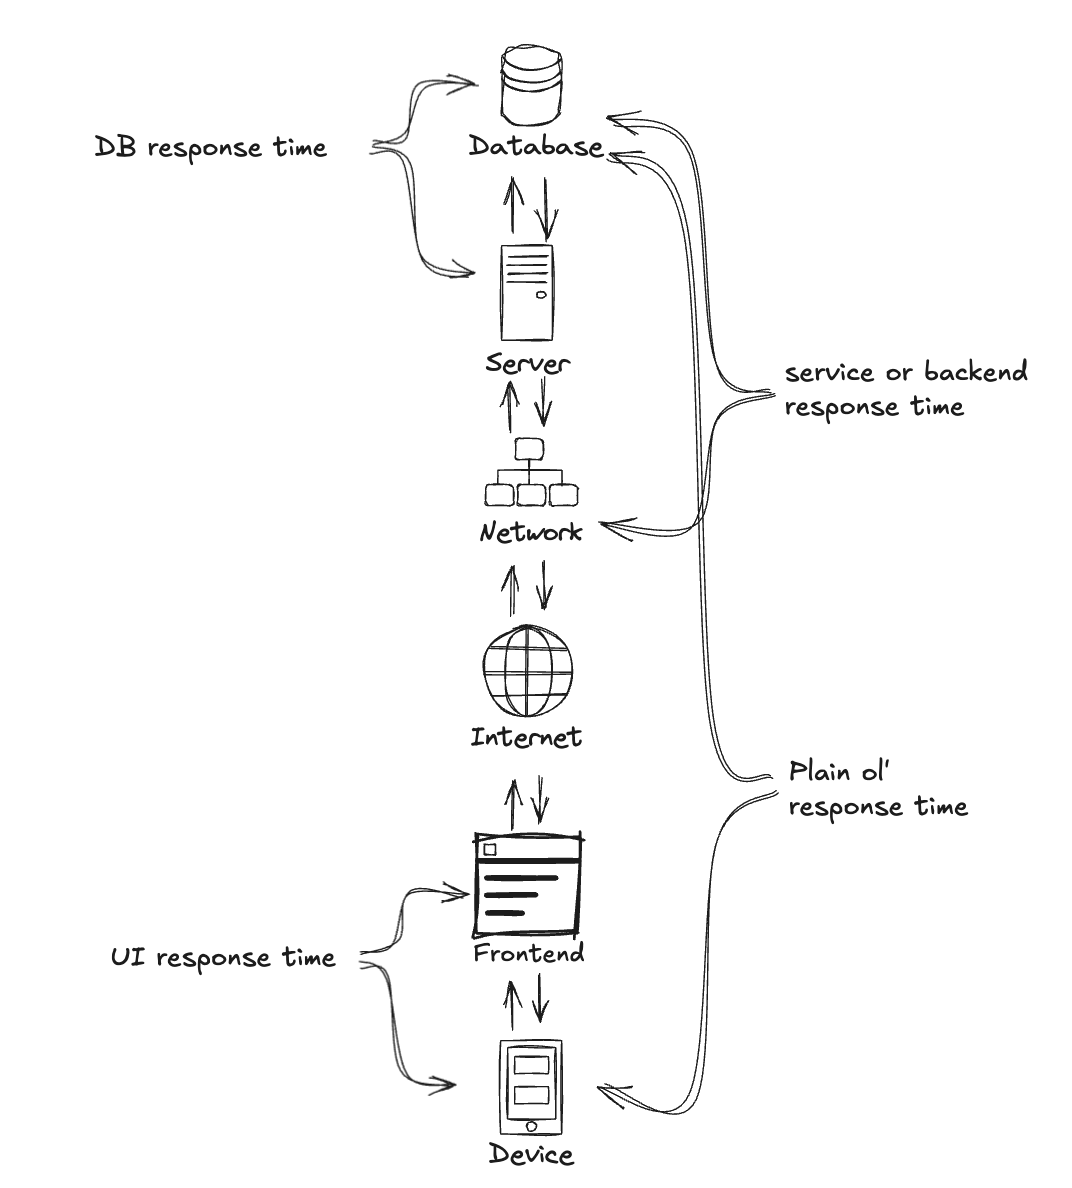 DB response time
Database
Server
service or backend
response time
Network
Internet
Plain ol'
response time
Frontend
UI response time
Device